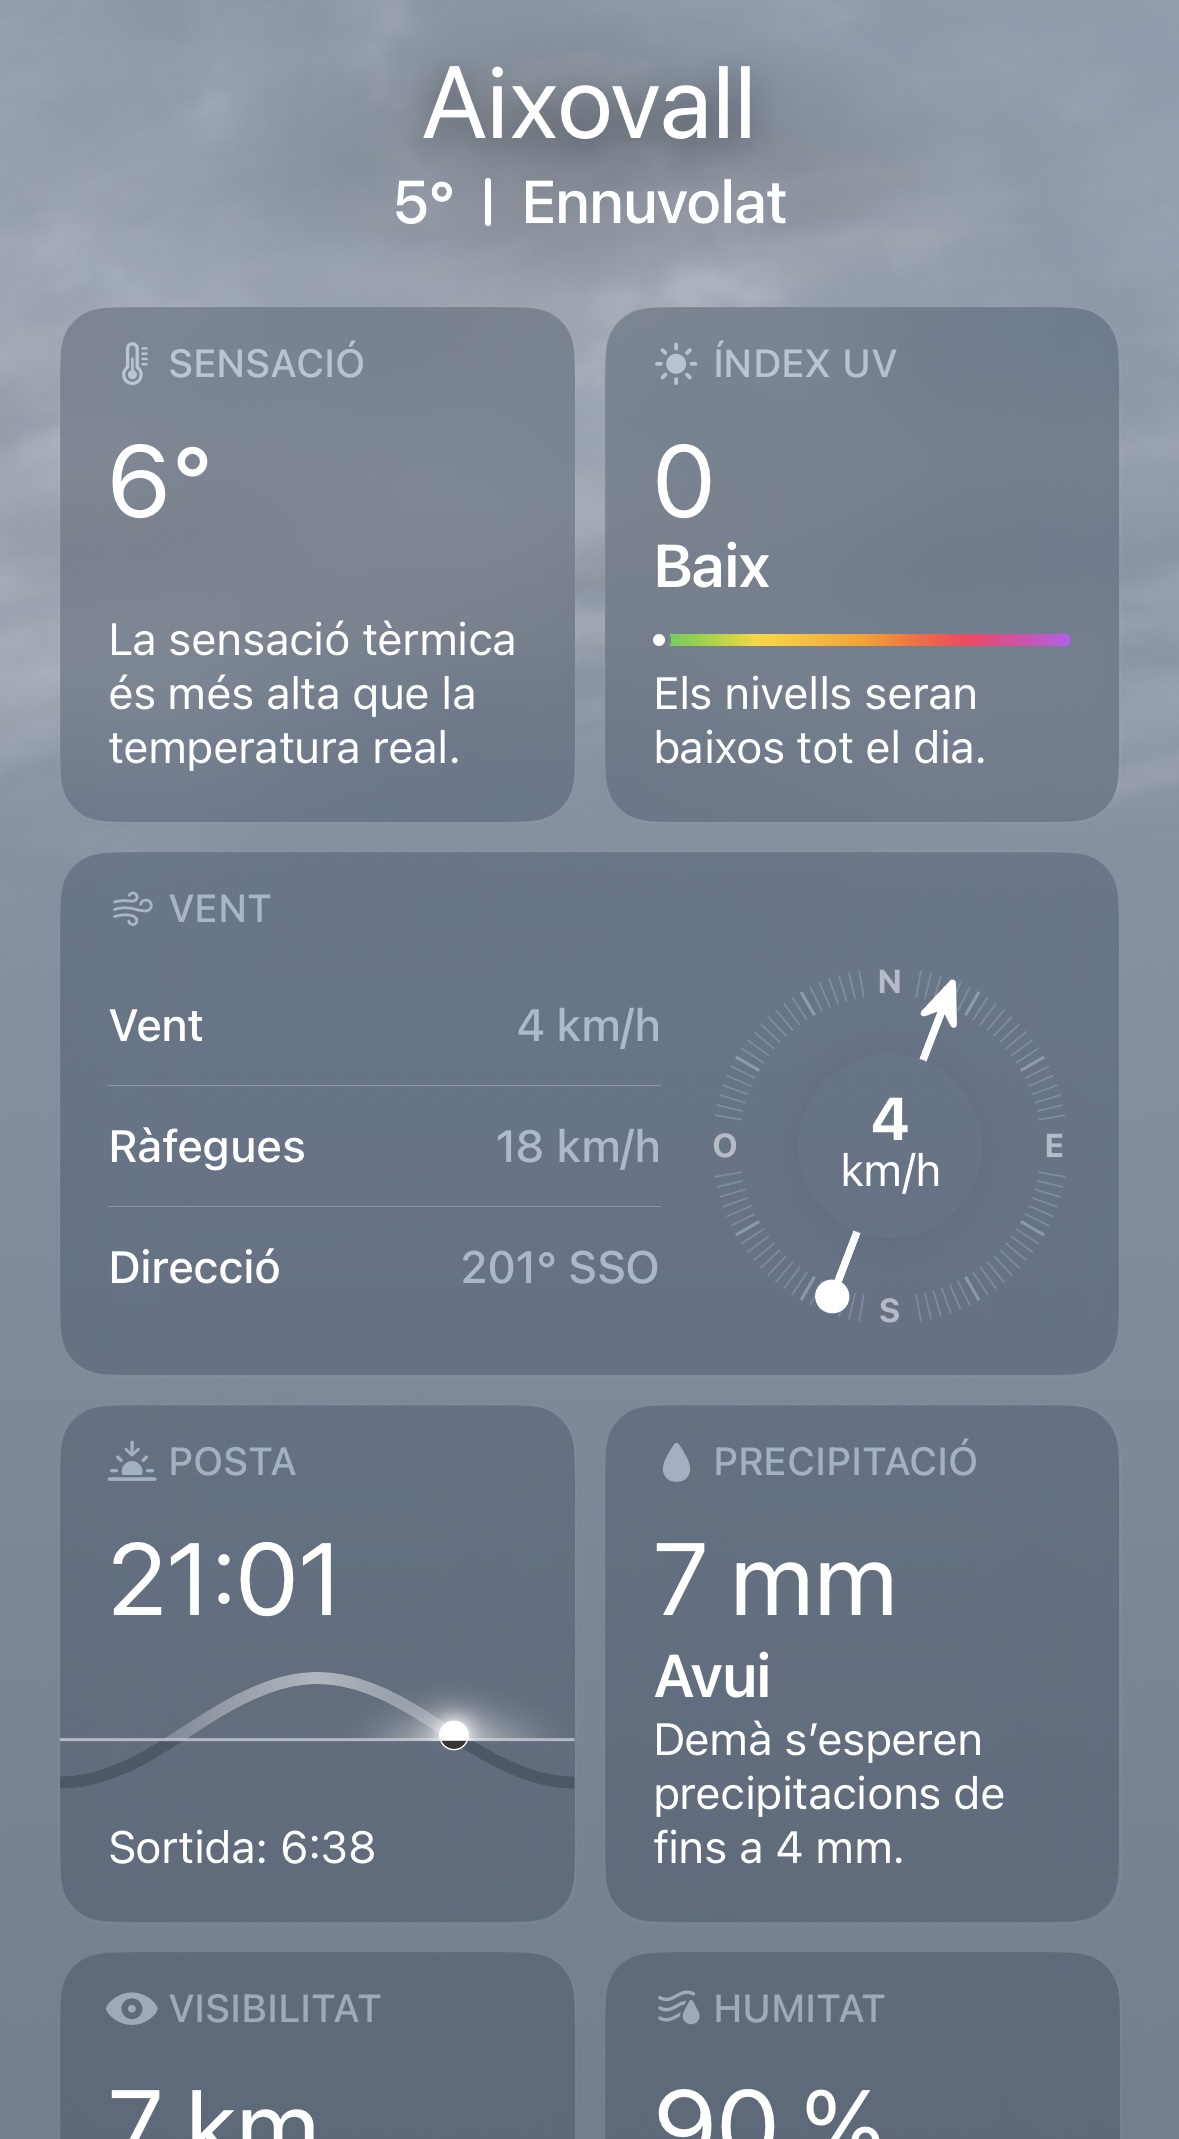 Aixovall
5° | Ennuvolat
SENSACIÓ
6°
La sensació tèrmica
és més alta que la
temperatura real.
ÍNDEX UV
0
Baix
Els nivells seran
baixos tot el dia.
VENT
Vent 4 km/h
Ràfegues 18 km/h
Direcció 201° SSO
N
O
E
S
4
km/h
POSTA
21:01
Sortida: 6:38
PRECIPITACIÓ
7 mm
Avui
Demà s’esperen
precipitacions de
fins a 4 mm.
VISIBILITAT
7 km
HUMITAT
90 %